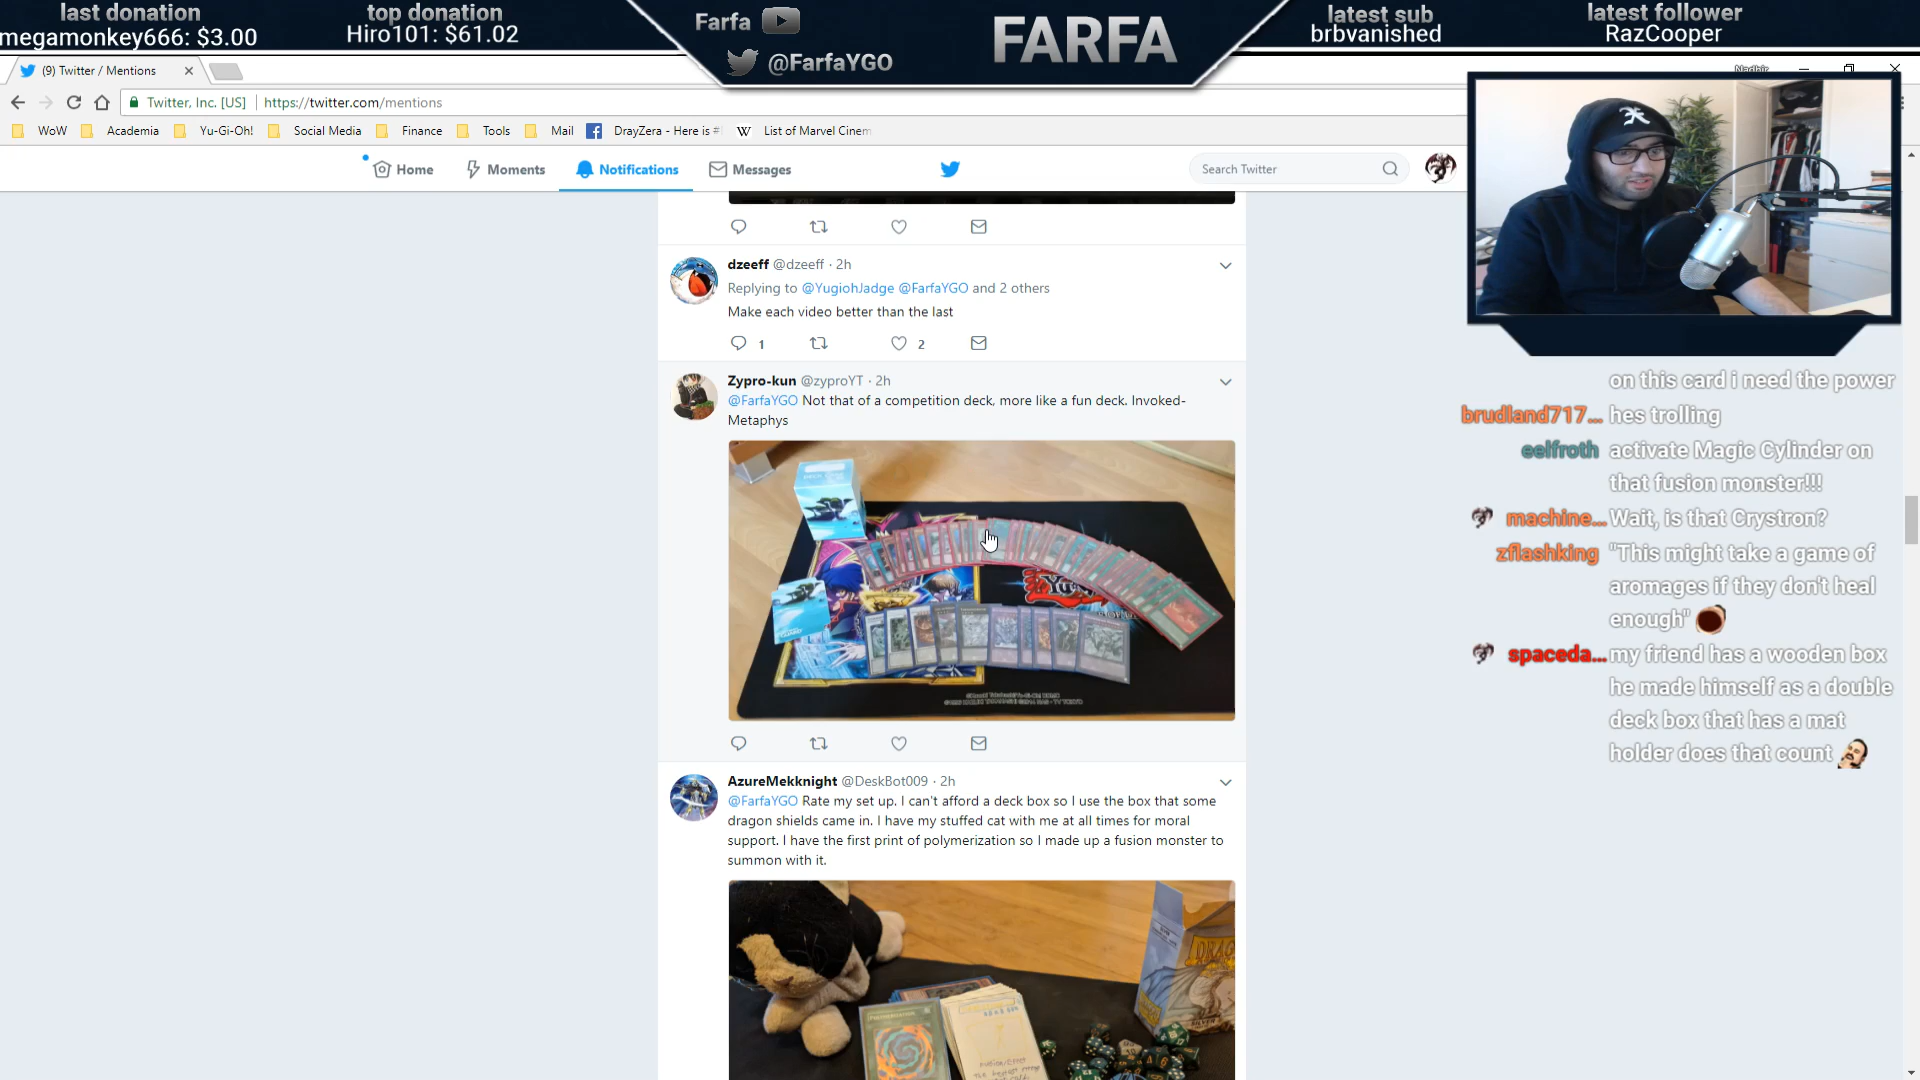 last donation
megamonkey666: $3.00
top donation
Hiro101: $61.02
Farfa
@FarfaYGO
FARFA
latest sub
brbvanished
latest follower
RazCooper
(9) Twitter / Mentions
Twitter, Inc. [US]
https://twitter.com/mentions
WoW
Academia
Yu-Gi-Oh!
Social Media
Finance
Tools
Mail
DrayZera - Here is #
W
List of Marvel Cinem
Home
Moments
Notifications
Messages
Search Twitter
dzeeff @dzeeff · 2h
Replying to @YugiohJadge @FarfaYGO and 2 others
Make each video better than the last
1
2
Zypro-kun @zyproYT · 2h
@FarfaYGO Not that of a competition deck, more like a fun deck. Invoked-
Metaphys
AzureMekknight @DeskBot009 · 2h
@FarfaYGO Rate my set up. I can't afford a deck box so I use the box that some
dragon shields came in. I have my stuffed cat with me at all times for moral
support. I have the first print of polymerization so I made up a fusion monster to
summon with it.
on this card i need the power
brudland717... hes trolling
eelfroth activate Magic Cylinder on
that fusion monster!!!
machine... Wait, is that Crystron?
zflashking "This might take a game of
aromages if they don't heal
enough"
spaceda... my friend has a wooden box
he made himself as a double
deck box that has a mat
holder does that count